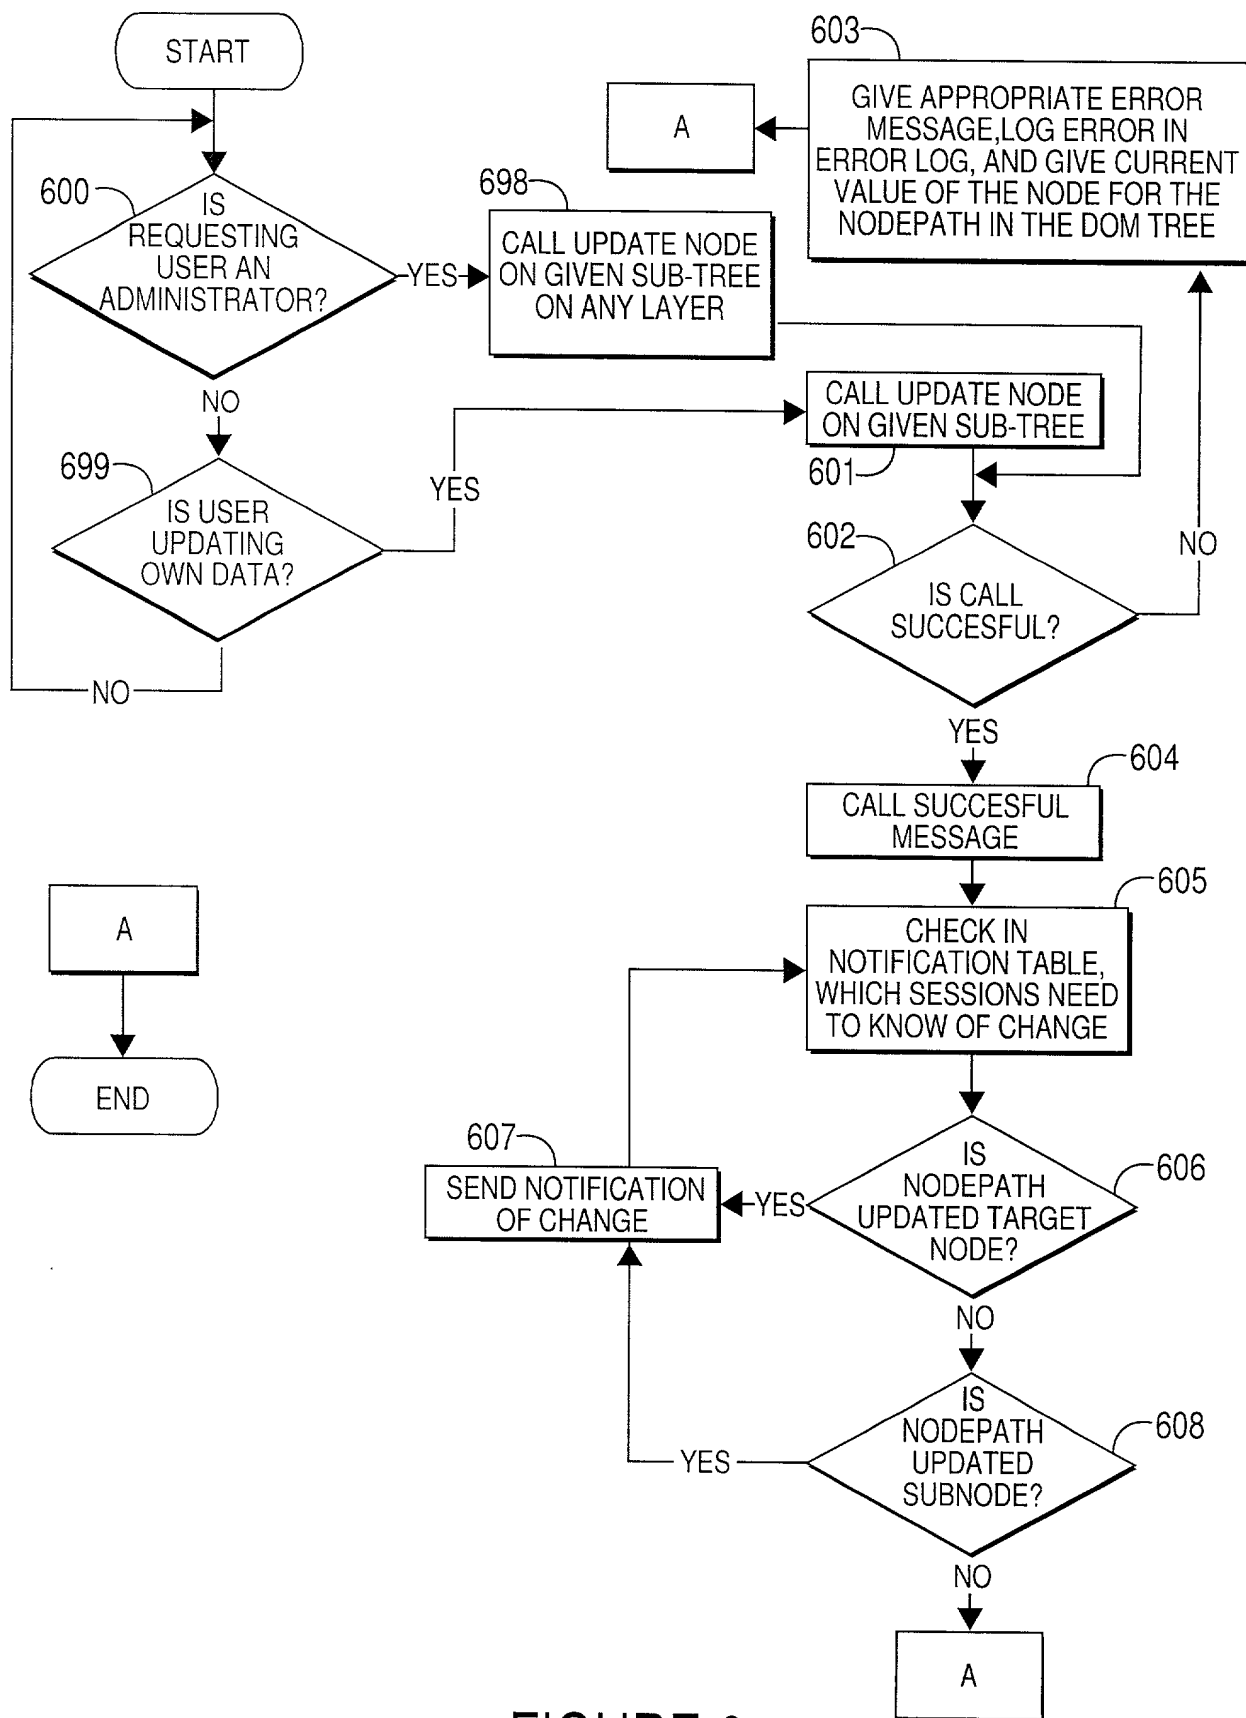 START
603
GIVE APPROPRIATE ERROR
MESSAGE,LOG ERROR IN
ERROR LOG, AND GIVE CURRENT
VALUE OF THE NODE FOR THE
NODEPATH IN THE DOM TREE
A
600
IS
REQUESTING
USER AN
ADMINISTRATOR?
YES
698
CALL UPDATE NODE
ON GIVEN SUB-TREE
ON ANY LAYER
NO
CALL UPDATE NODE
ON GIVEN SUB-TREE
601
699
IS USER
UPDATING
OWN DATA?
YES
NO
602
IS CALL
SUCCESFUL?
NO
YES
604
CALL SUCCESFUL
MESSAGE
605
CHECK IN
NOTIFICATION TABLE,
WHICH SESSIONS NEED
TO KNOW OF CHANGE
A
END
607
SEND NOTIFICATION
OF CHANGE
YES
606
IS
NODEPATH
UPDATED TARGET
NODE?
NO
608
IS
NODEPATH
UPDATED
SUBNODE?
YES
NO
A
FIGURE